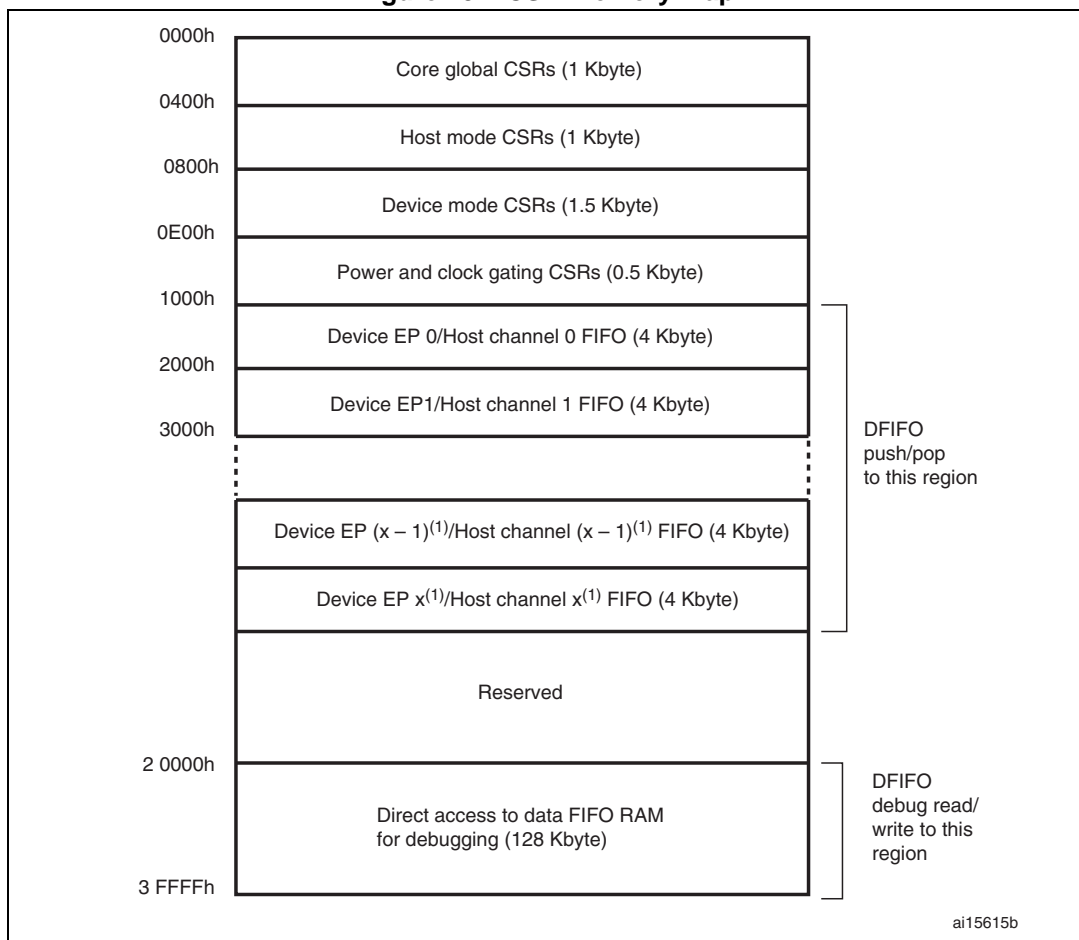 0000h
Core global CSRs (1 Kbyte)
0400h
Host mode CSRs (1 Kbyte)
0800h
Device mode CSRs (1.5 Kbyte)
0E00h
Power and clock gating CSRs (0.5 Kbyte)
1000h
Device EP 0/Host channel 0 FIFO (4 Kbyte)
2000h
Device EP1/Host channel 1 FIFO (4 Kbyte)
3000h
DFIFO
push/pop
to this region
Device EP (x – 1)(1)/Host channel (x – 1)(1) FIFO (4 Kbyte)
Device EP x(1)/Host channel x(1) FIFO (4 Kbyte)
Reserved
2 0000h
Direct access to data FIFO RAM
for debugging (128 Kbyte)
DFIFO
debug read/
write to this
region
3 FFFFh
ai15615b